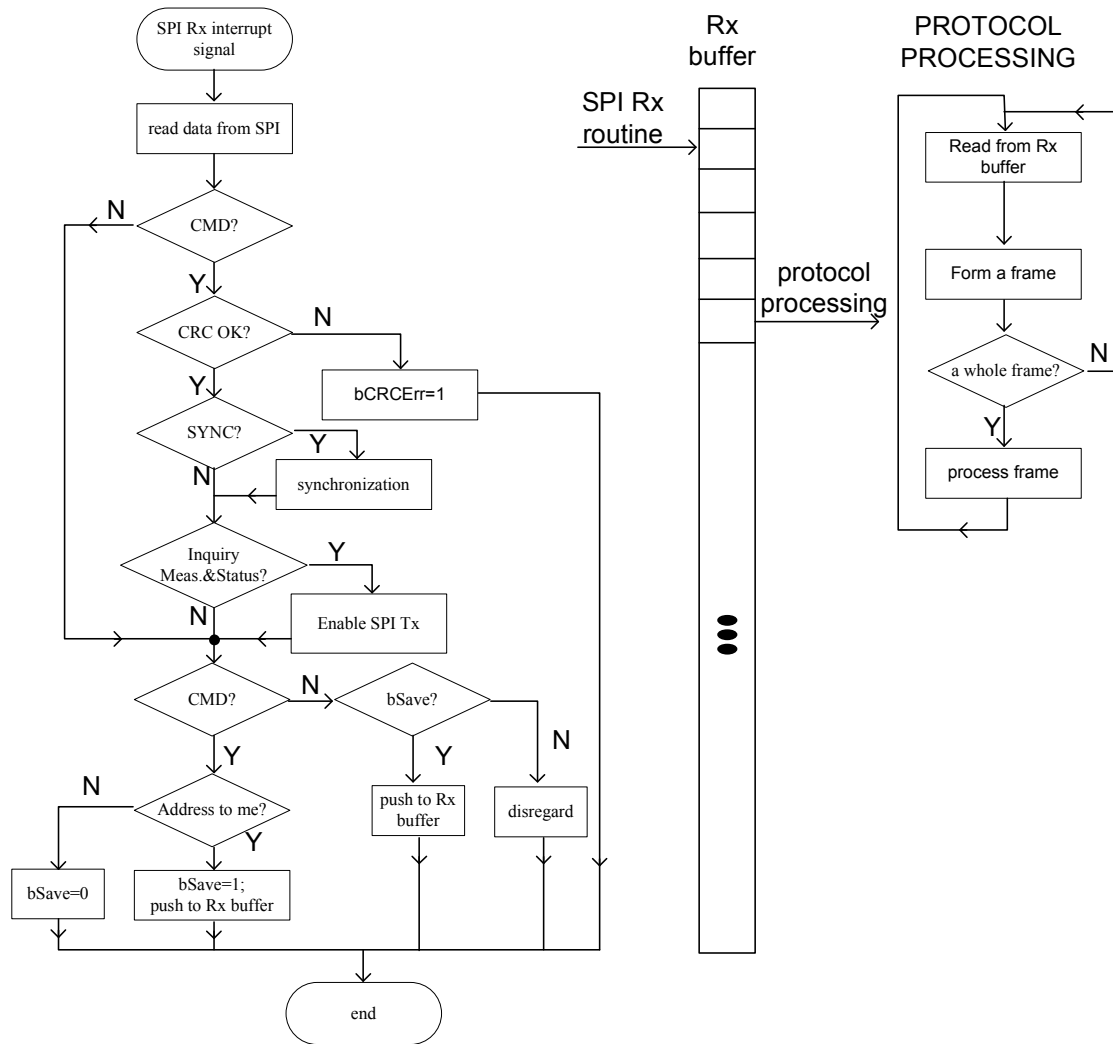 SPI Rx interrupt
signal
read data from SPI
CMD?
N
Y
CRC OK?
N
Y
bCRCErr=1
SYNC?
Y
N
synchronization
Inquiry
Meas.&Status?
Y
N
Enable SPI Tx
CMD?
N
bSave?
Y
Y
N
Address to me?
N
Y
push to Rx
buffer
disregard
bSave=0
bSave=1;
push to Rx buffer
end
Rx
buffer
SPI Rx
routine
protocol
processing
PROTOCOL
PROCESSING
Read from Rx
buffer
Form a frame
a whole frame?
N
Y
process frame